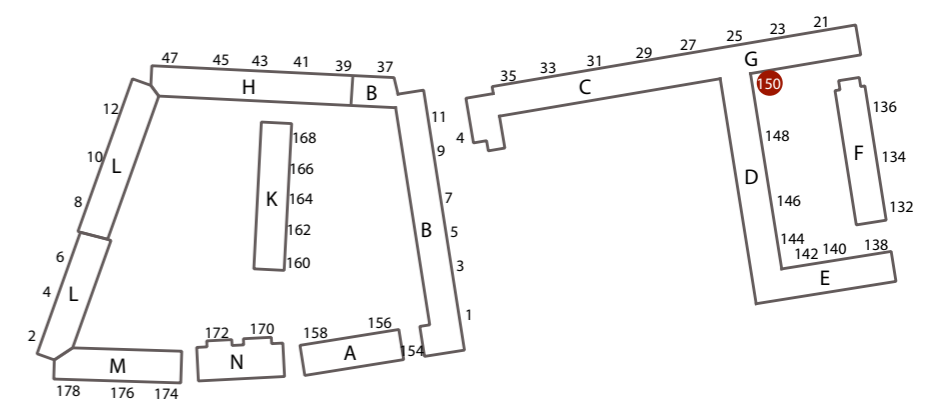 47 45 43 41 39 37
H B
12 10 8 6 4 2
L
L
168
166
164
162
160
K
11
9
7
5
3
1
B
172 170
N
158 156 154
A
M
178 176 174
35 33 31 29 27 25 23 21
C G
4
150
148
146
144
142 140 138
D
E
136
134
132
F